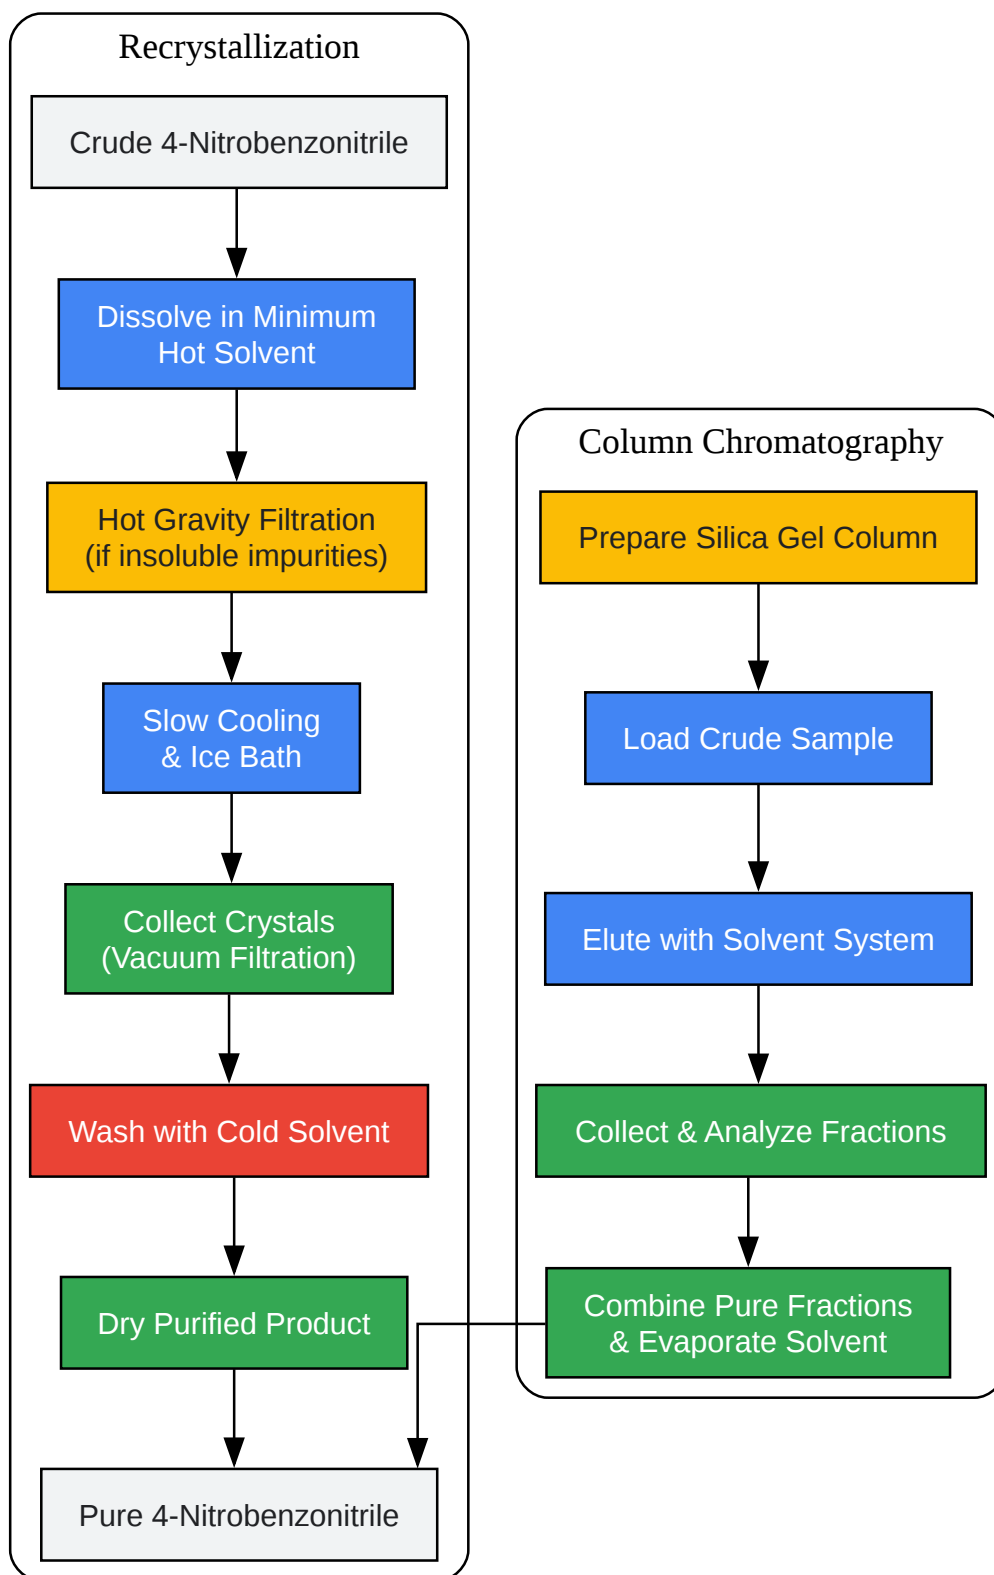 Recrystallization
Crude 4-Nitrobenzonitrile
Dissolve in Minimum
Hot Solvent
Hot Gravity Filtration
(if insoluble impurities)
Slow Cooling
& Ice Bath
Collect Crystals
(Vacuum Filtration)
Wash with Cold Solvent
Dry Purified Product
Pure 4-Nitrobenzonitrile
Column Chromatography
Prepare Silica Gel Column
Load Crude Sample
Elute with Solvent System
Collect & Analyze Fractions
Combine Pure Fractions
& Evaporate Solvent